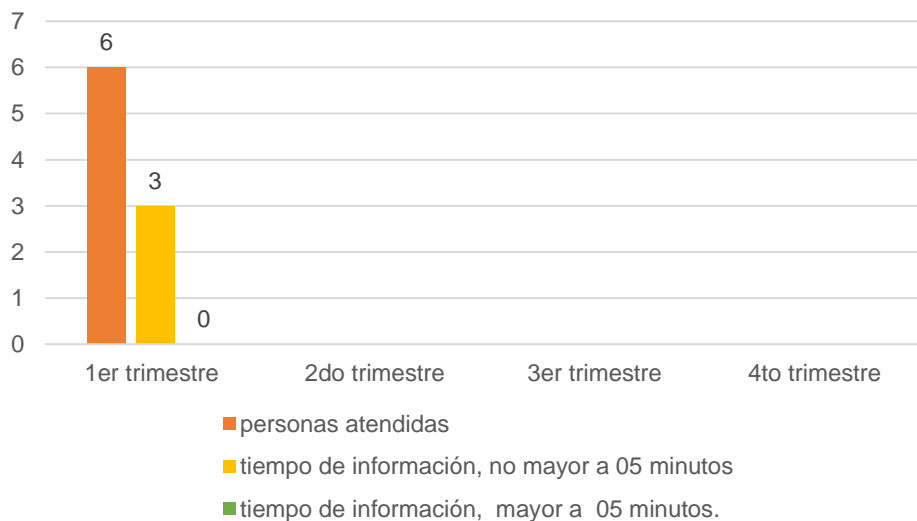 7
6
5
4
3
2
1
0
6
3
0
1er trimestre 2do trimestre 3er trimestre 4to trimestre
personas atendidas
tiempo de información, no mayor a 05 minutos
tiempo de información,  mayor a  05 minutos.